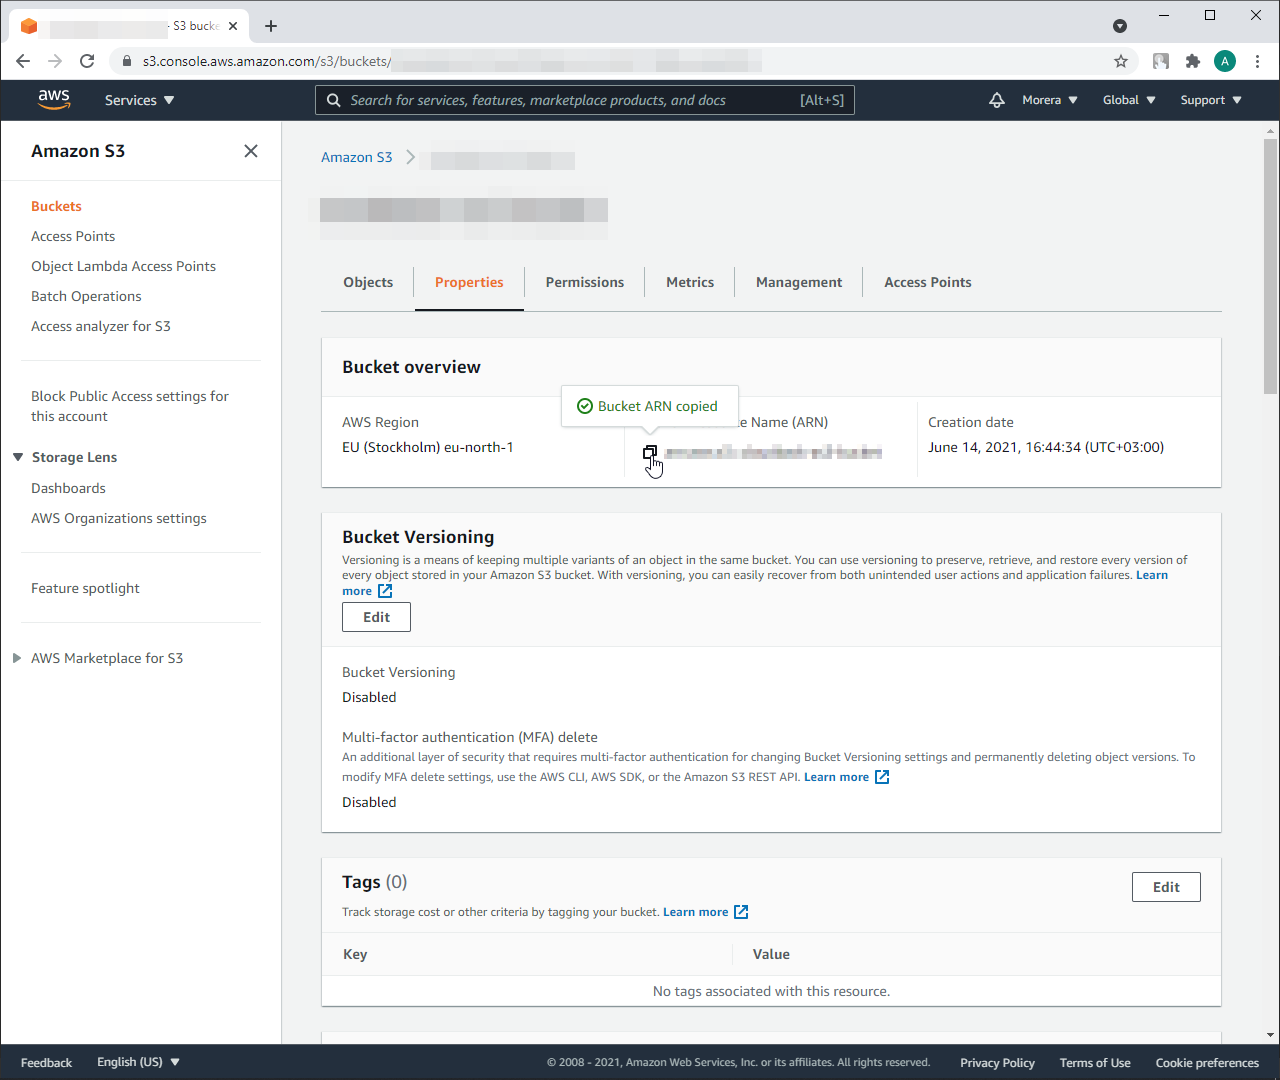 - S3 bucke
s3.console.aws.amazon.com/s3/buckets/
A
aws
Services
Search for services, features, marketplace products, and docs
[Alt+S]
Morera
Global
Support
Amazon S3
Buckets
Access Points
Object Lambda Access Points
Batch Operations
Access analyzer for S3
Block Public Access settings for
this account
Storage Lens
Dashboards
AWS Organizations settings
Feature spotlight
AWS Marketplace for S3
Amazon S3
Objects
Properties
Permissions
Metrics
Management
Access Points
Bucket overview
Bucket ARN copied
AWS Region
EU (Stockholm) eu-north-1
Name (ARN)
Creation date
June 14, 2021, 16:44:34 (UTC+03:00)
Bucket Versioning
Versioning is a means of keeping multiple variants of an object in the same bucket. You can use versioning to preserve, retrieve, and restore every version of
every object stored in your Amazon S3 bucket. With versioning, you can easily recover from both unintended user actions and application failures. Learn
more
Edit
Bucket Versioning
Disabled
Multi-factor authentication (MFA) delete
An additional layer of security that requires multi-factor authentication for changing Bucket Versioning settings and permanently deleting object versions. To
modify MFA delete settings, use the AWS CLI, AWS SDK, or the Amazon S3 REST API. Learn more
Disabled
Tags (0)
Edit
Track storage cost or other criteria by tagging your bucket. Learn more
Key
Value
No tags associated with this resource.
Feedback
English (US)
© 2008 - 2021, Amazon Web Services, Inc. or its affiliates. All rights reserved.
Privacy Policy
Terms of Use
Cookie preferences